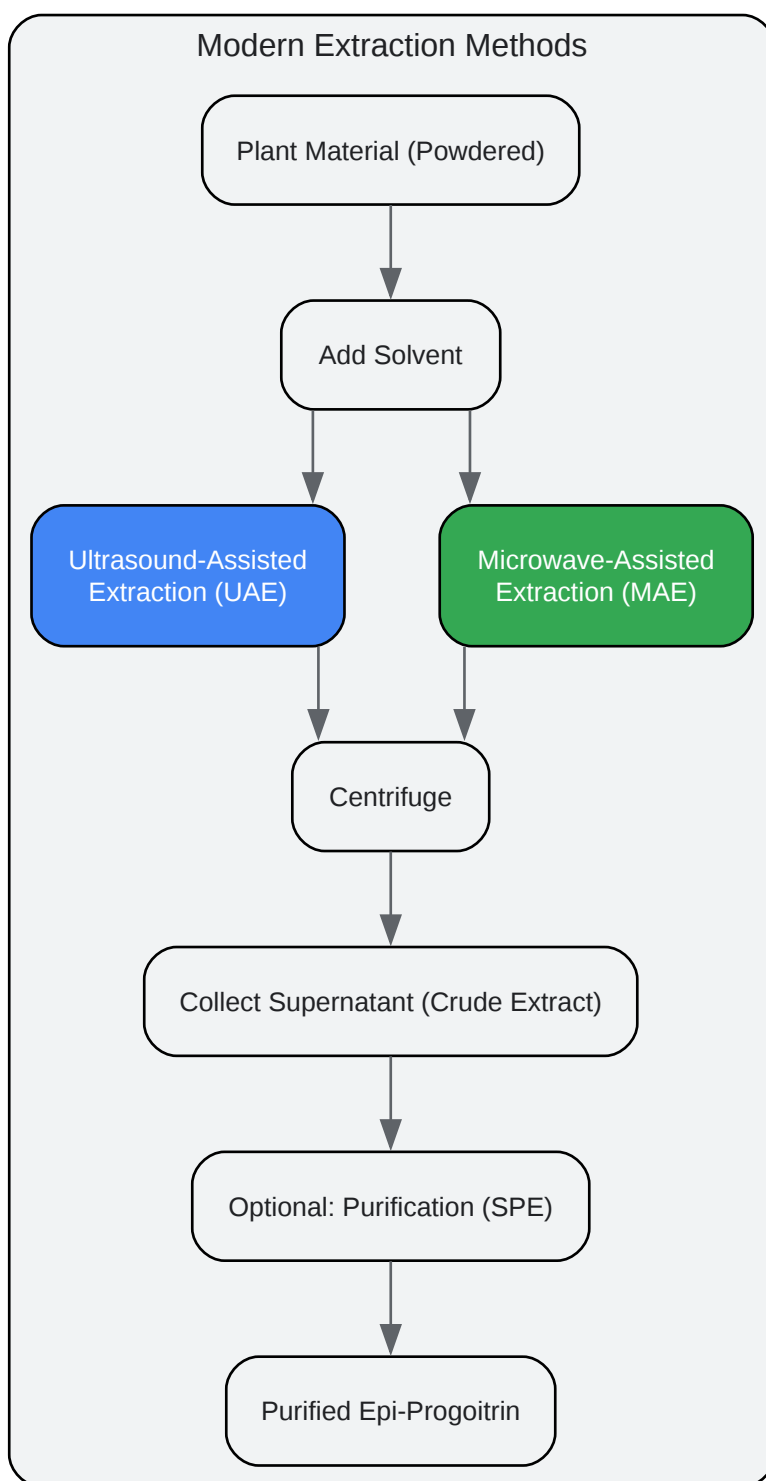 Modern Extraction Methods
Plant Material (Powdered)
Add Solvent
Ultrasound-Assisted
Extraction (UAE)
Microwave-Assisted
Extraction (MAE)
Centrifuge
Collect Supernatant (Crude Extract)
Optional: Purification (SPE)
Purified Epi-Progoitrin